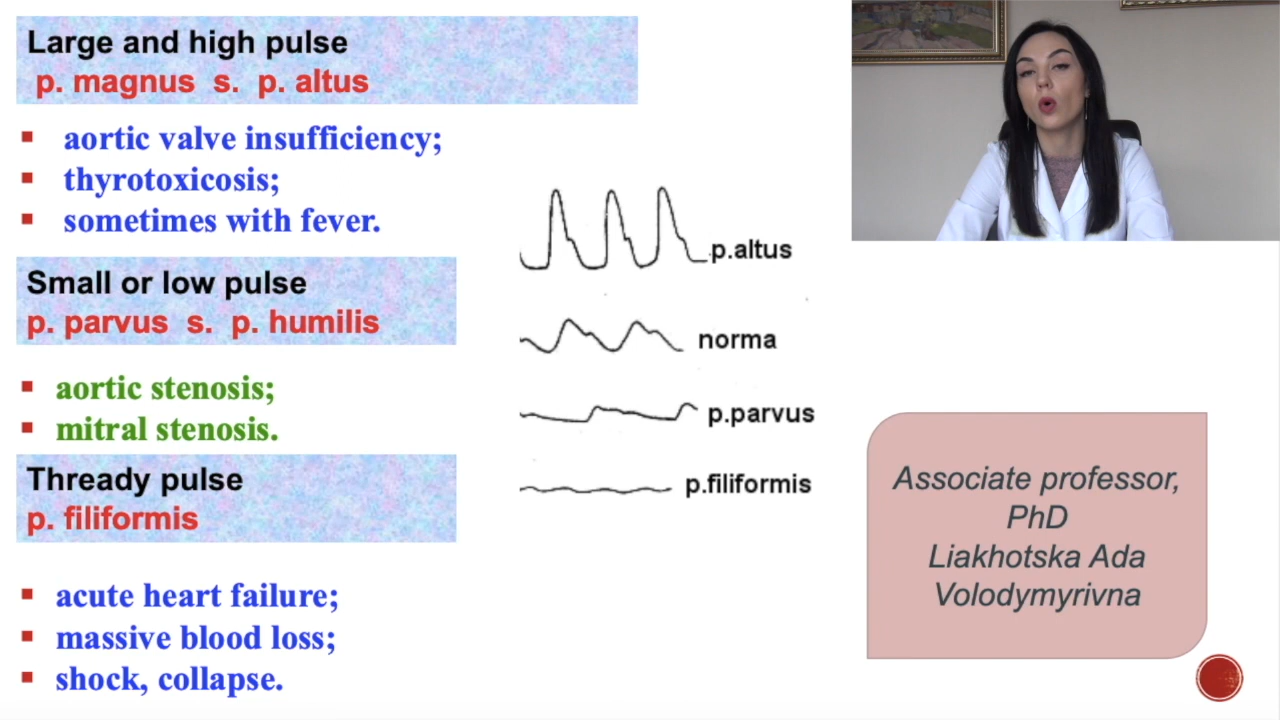 Large and high pulse
p. magnus s. p. altus
aortic valve insufficiency;
thyrotoxicosis;
sometimes with fever.
Small or low pulse
p. parvus s. p. humilis
aortic stenosis;
mitral stenosis.
Thready pulse
p. filiformis
acute heart failure;
massive blood loss;
shock, collapse.
p.altus
norma
p.parvus
p.filiformis
Associate professor,
PhD
Liakhotska Ada
Volodymyrivna